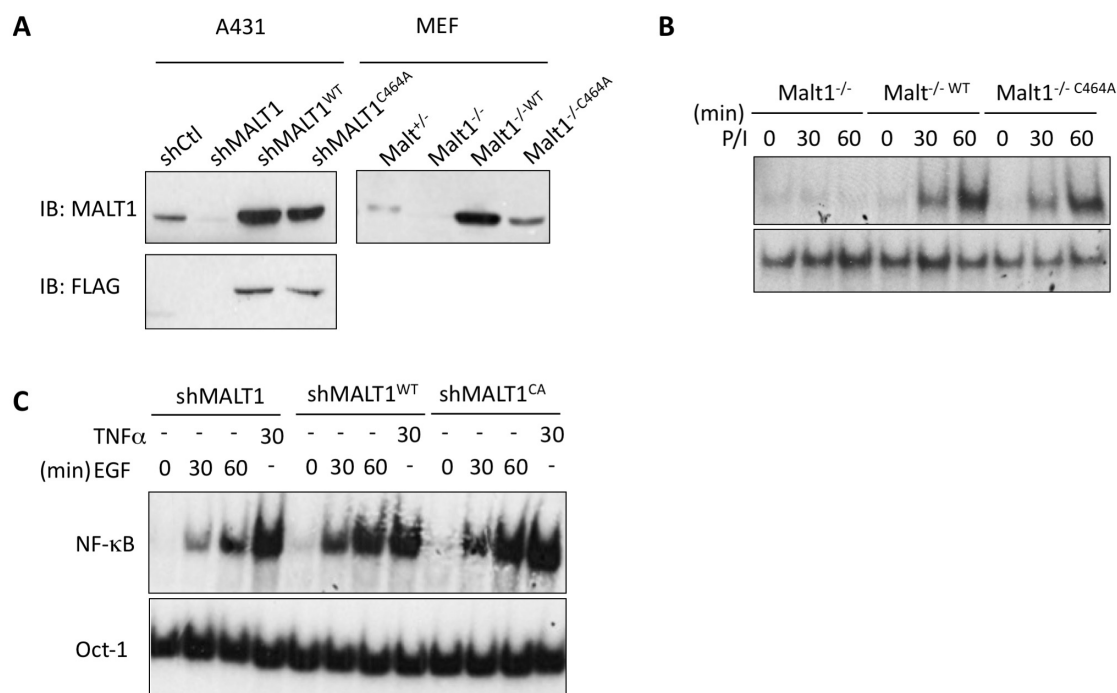 A
A431
MEF
shCtl
shMALT1
shMALT1WT
shMALT1C464A
Malt+/-
Malt1-/-
Malt1-/-WT
Malt1-/-C464A
IB: MALT1
IB: FLAG
B
Malt1-/-
Malt-/- WT
Malt1-/- C464A
(min)
P/I 0 30 60 0 30 60 0 30 60
C
shMALT1
shMALT1WT
shMALT1CA
TNFα - - - 30 - - - 30 - - - 30
(min) EGF 0 30 60 - 0 30 60 - 0 30 60 -
NF-κB
Oct-1